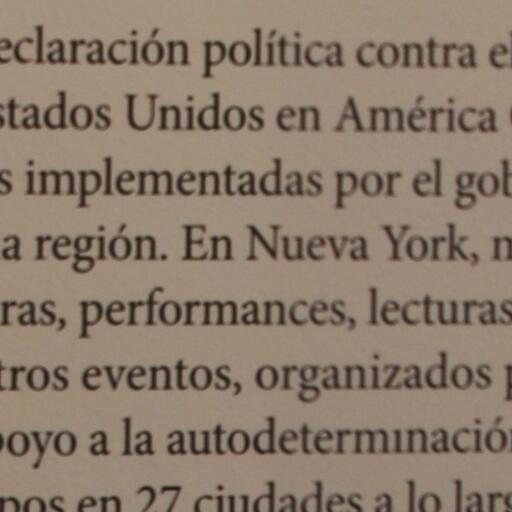 eclaración política contra el
stados Unidos en América
s implementadas por el gob
a región. En Nueva York, m
ras, performances, lecturas
tros eventos, organizados p
poyo a la autodeterminación
pos en 27 ciudades a lo larg